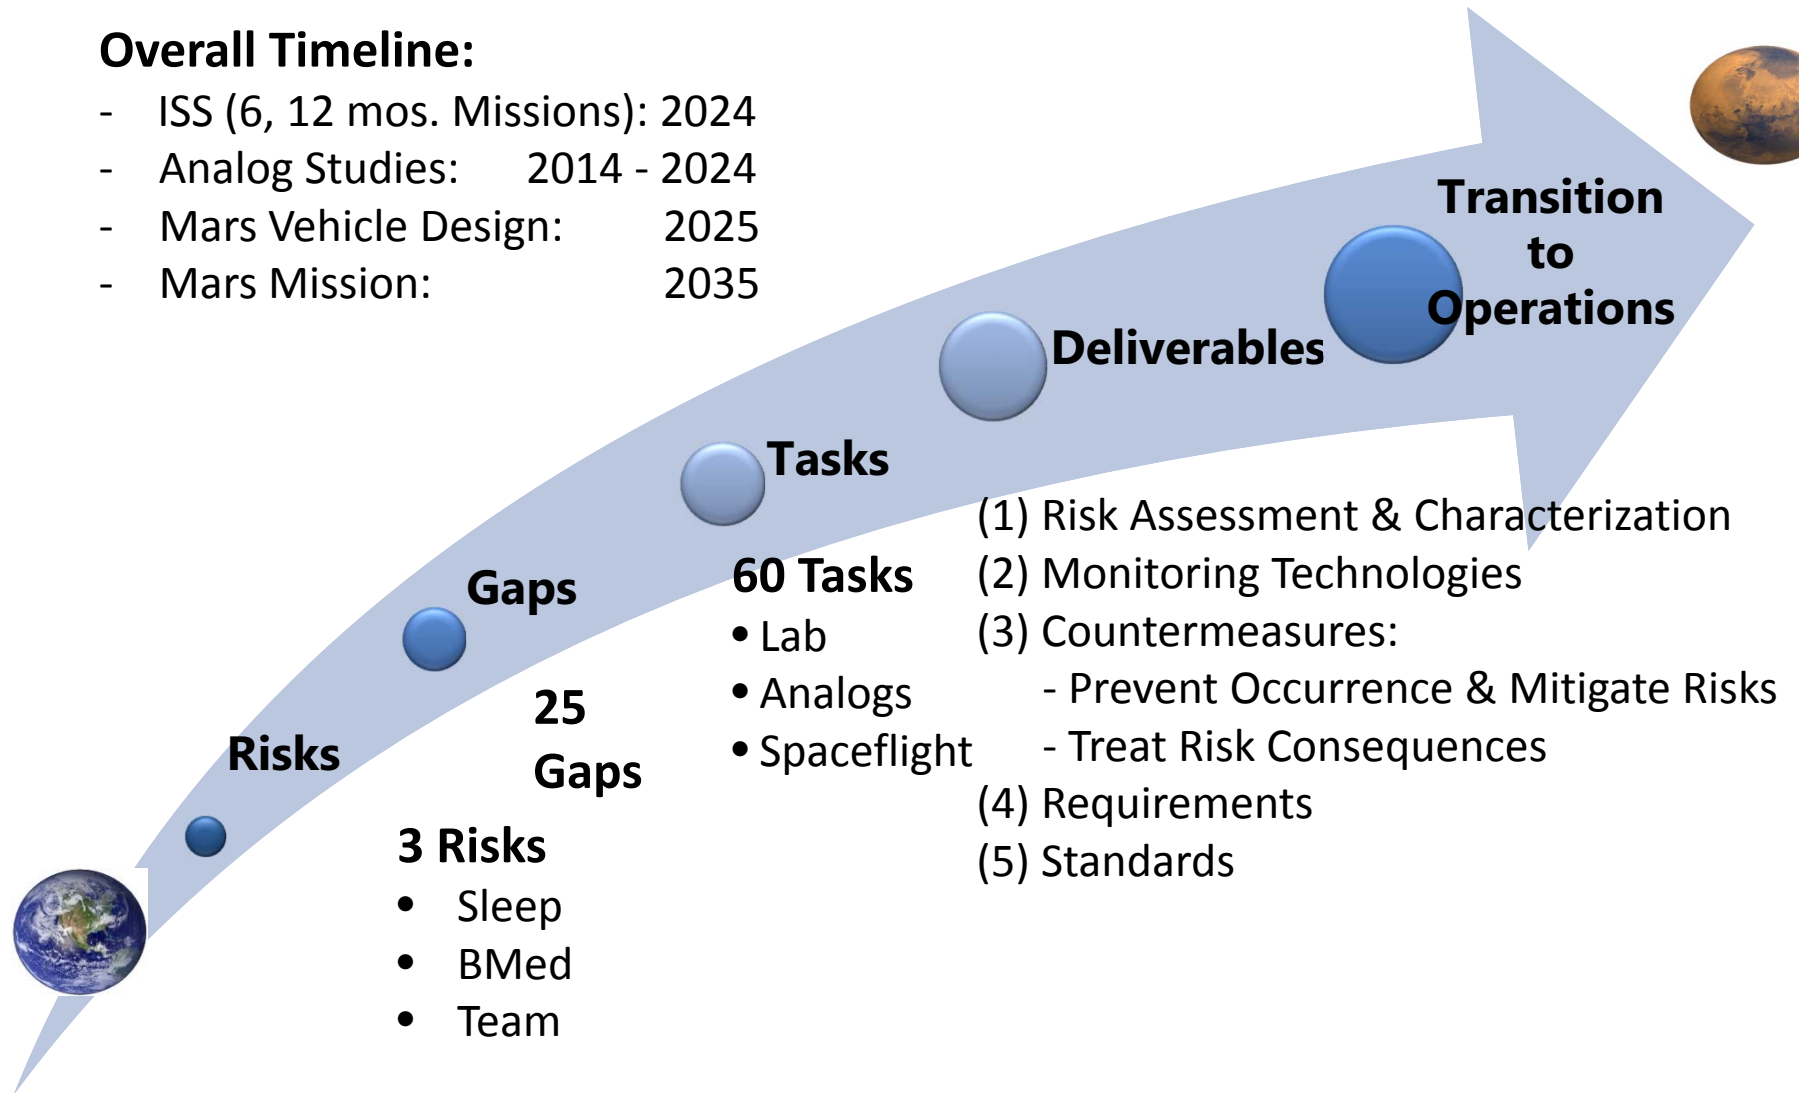 Overall Timeline:
- ISS (6, 12 mos. Missions): 2024
- Analog Studies: 2014 - 2024
- Mars Vehicle Design: 2025
- Mars Mission: 2035
Risks
Gaps
Tasks
Deliverables
Transition
to
Operations
3 Risks
• Sleep
• BMed
• Team
25
Gaps
60 Tasks
• Lab
• Analogs
• Spaceflight
(1) Risk Assessment & Characterization
(2) Monitoring Technologies
(3) Countermeasures:
- Prevent Occurrence & Mitigate Risks
- Treat Risk Consequences
(4) Requirements
(5) Standards